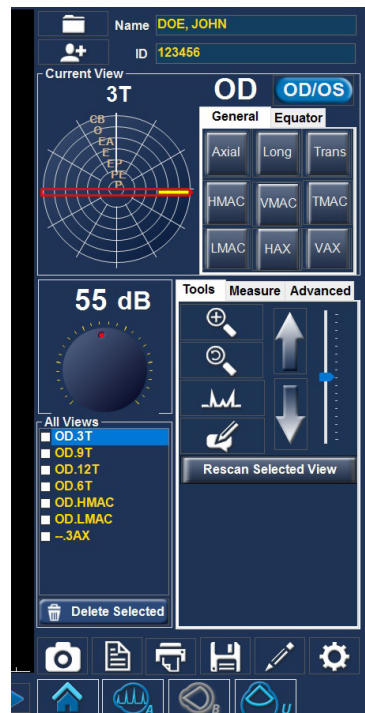 Name DOE, JOHN
ID 123456
Current View
3T
OD OD/OS
General Equator
CB
O
EA
E
EP
PE
P
Axial Long Trans
HMAC VMAC TMAC
LMAC HAX VAX
55 dB
Tools Measure Advanced
All Views
OD.3T
OD.9T
OD.12T
OD.6T
OD.HMAC
OD.LMAC
--.3AX
Rescan Selected View
Delete Selected
A B U